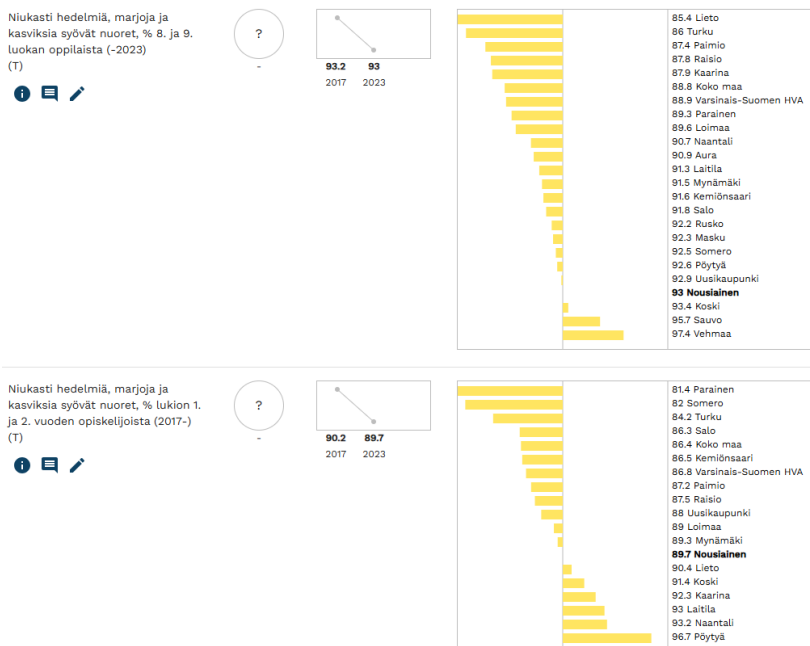 Niukasti hedelmiä, marjoja ja
kasviksia syövät nuoret, % 8. ja 9.
luokan oppilaista (-2023)
(T)
?
-
93.2 93
2017 2023
85.4 Lieto
86 Turku
87.4 Paimio
87.8 Raisio
87.9 Kaarina
88.8 Koko maa
88.9 Varsinais-Suomen HVA
89.3 Parainen
89.6 Loimaa
90.7 Naantali
90.9 Aura
91.3 Laitila
91.5 Mynämäki
91.6 Kemiönsaari
91.8 Salo
92.2 Rusko
92.3 Masku
92.5 Somero
92.6 Pöytyä
92.9 Uusikaupunki
93 Nousiainen
93.4 Koski
95.7 Sauvo
97.4 Vehmaa
Niukasti hedelmiä, marjoja ja
kasviksia syövät nuoret, % lukion 1.
ja 2. vuoden opiskelijoista (2017-)
(T)
?
-
90.2 89.7
2017 2023
81.4 Parainen
82 Somero
84.2 Turku
86.3 Salo
86.4 Koko maa
86.5 Kemiönsaari
86.8 Varsinais-Suomen HVA
87.2 Paimio
87.5 Raisio
88 Uusikaupunki
89 Loimaa
89.3 Mynämäki
89.7 Nousiainen
90.4 Lieto
91.4 Koski
92.3 Kaarina
93 Laitila
93.2 Naantali
96.7 Pöytyä